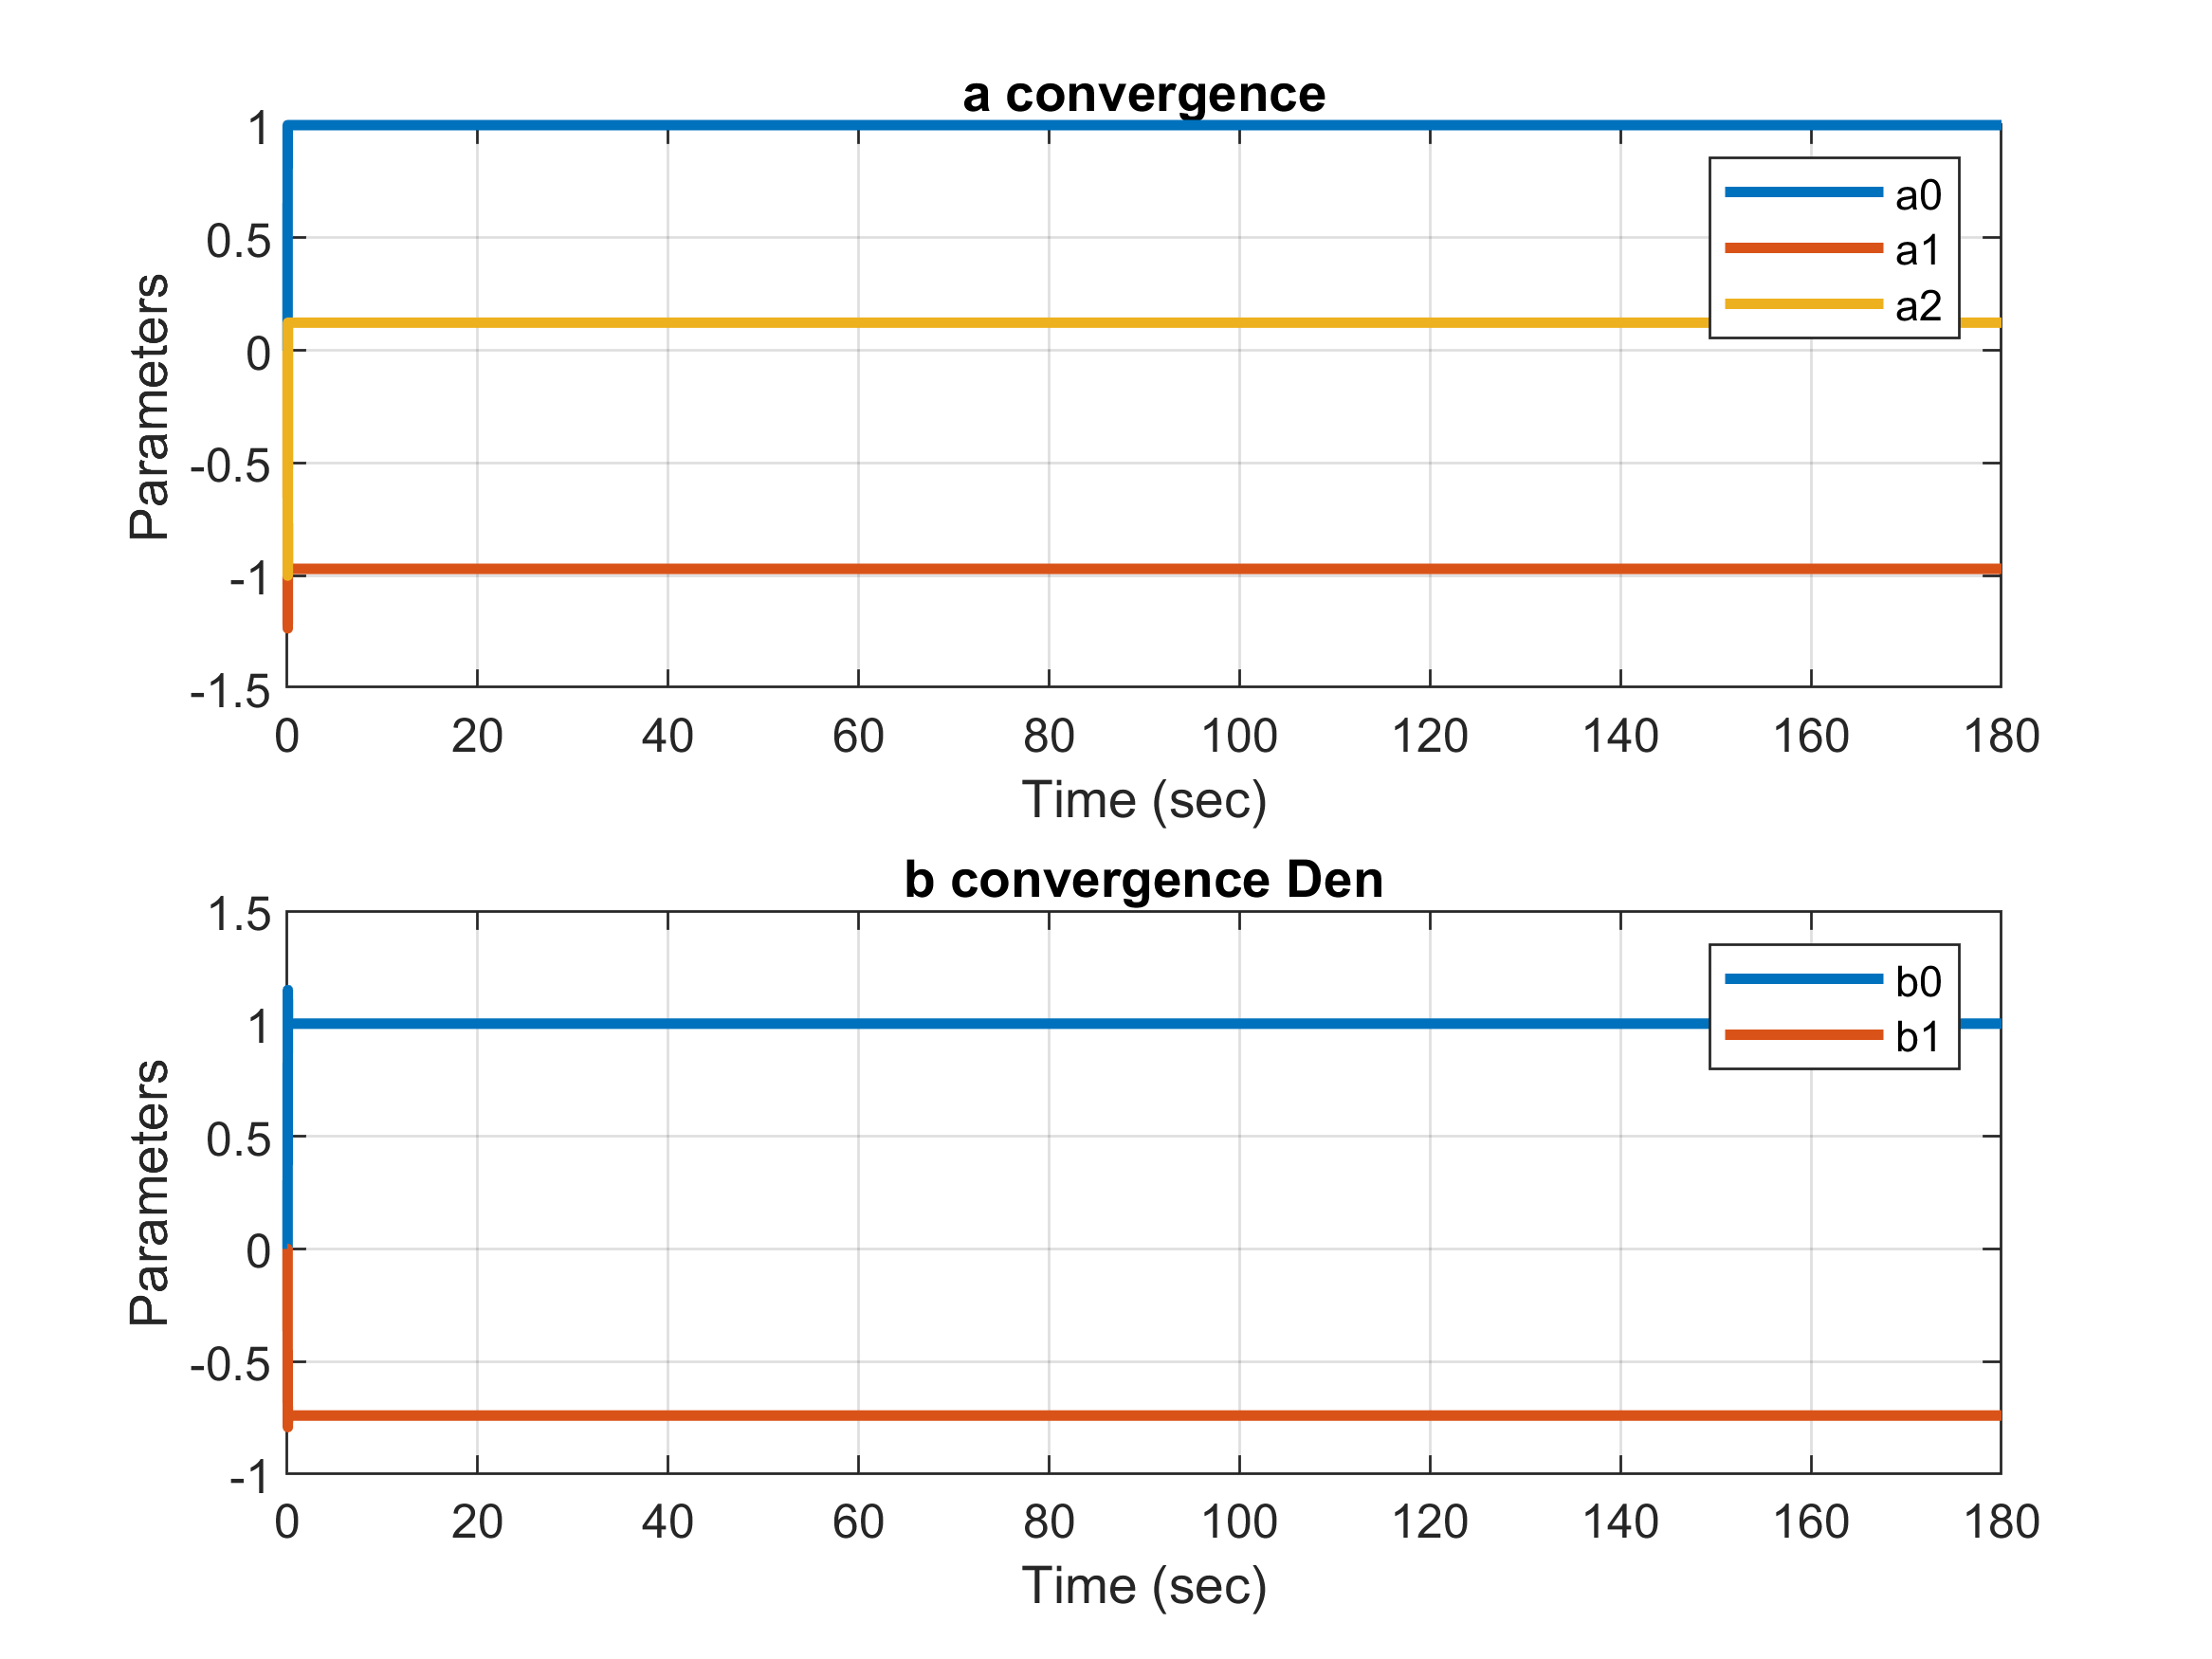 a convergence
1
0.5
0
-0.5
-1
-1.5
Parameters
a0
a1
a2
0 20 40 60 80 100 120 140 160 180
Time (sec)
b convergence Den
1.5
1
0.5
0
-0.5
-1
Parameters
b0
b1
0 20 40 60 80 100 120 140 160 180
Time (sec)